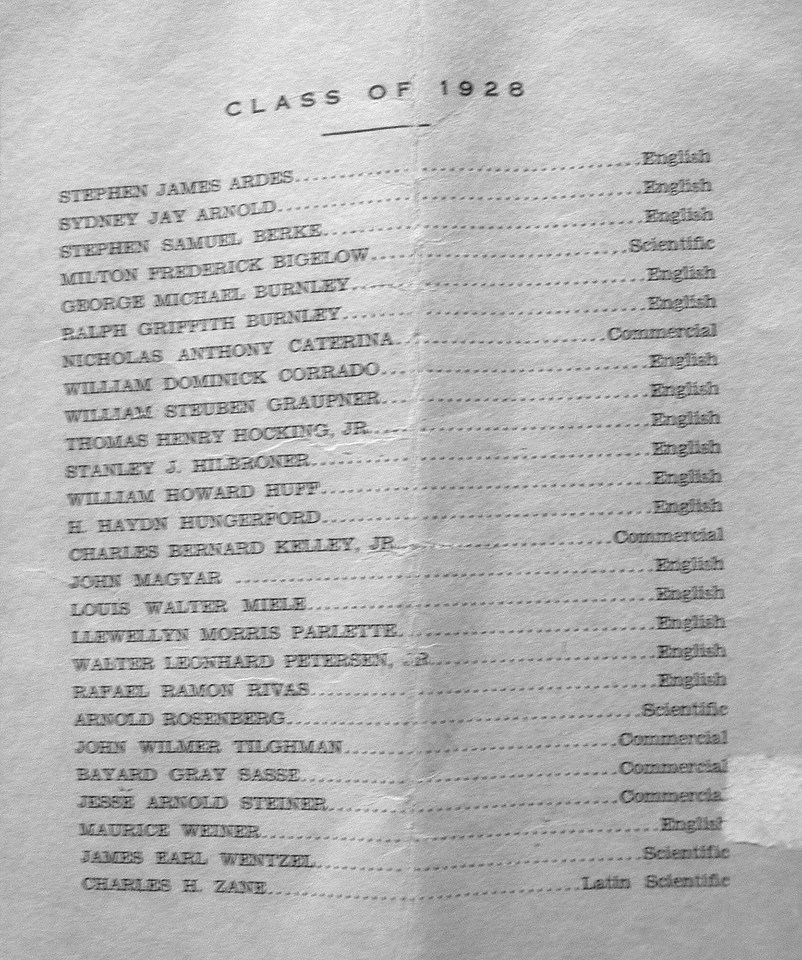 CLASS OF 1928
STEPHEN JAMES ARDES........................................English
SYDNEY JAY ARNOLD........................................English
STEPHEN SAMUEL BERKE........................................English
MILTON FREDERICK BIGELOW........................................Scientific
GEORGE MICHAEL BURNLEY........................................English
RALPH GRIFFITH BURNLEY........................................English
NICHOLAS ANTHONY CATERINA........................................Commercial
WILLIAM DOMINICK CORRADO........................................English
WILLIAM STEUBEN GRAUPNER........................................English
THOMAS HENRY HOCKING, JR.........................................English
STANLEY J. HILBRONER........................................English
WILLIAM HOWARD HUFF........................................English
H. HAYDN HUNGERFORD........................................English
CHARLES BERNARD KELLEY, JR.........................................Commercial
JOHN MAGYAR ........................................English
LOUIS WALTER MIELE........................................English
LLEWELLYN MORRIS PARLETTE........................................English
WALTER LEONHARD PETERSEN, JR.........................................English
RAFAEL RAMON RIVAS........................................English
ARNOLD ROSENBERG........................................Scientific
JOHN WILMER TILGHMAN........................................Commercial
BAYARD GRAY SASSE........................................Commercial
JESSE ARNOLD STEINER........................................Commercial
MAURICE WEINER........................................English
JAMES EARL WENTZEL........................................Scientific
CHARLES H. ZANE........................................Latin Scientific